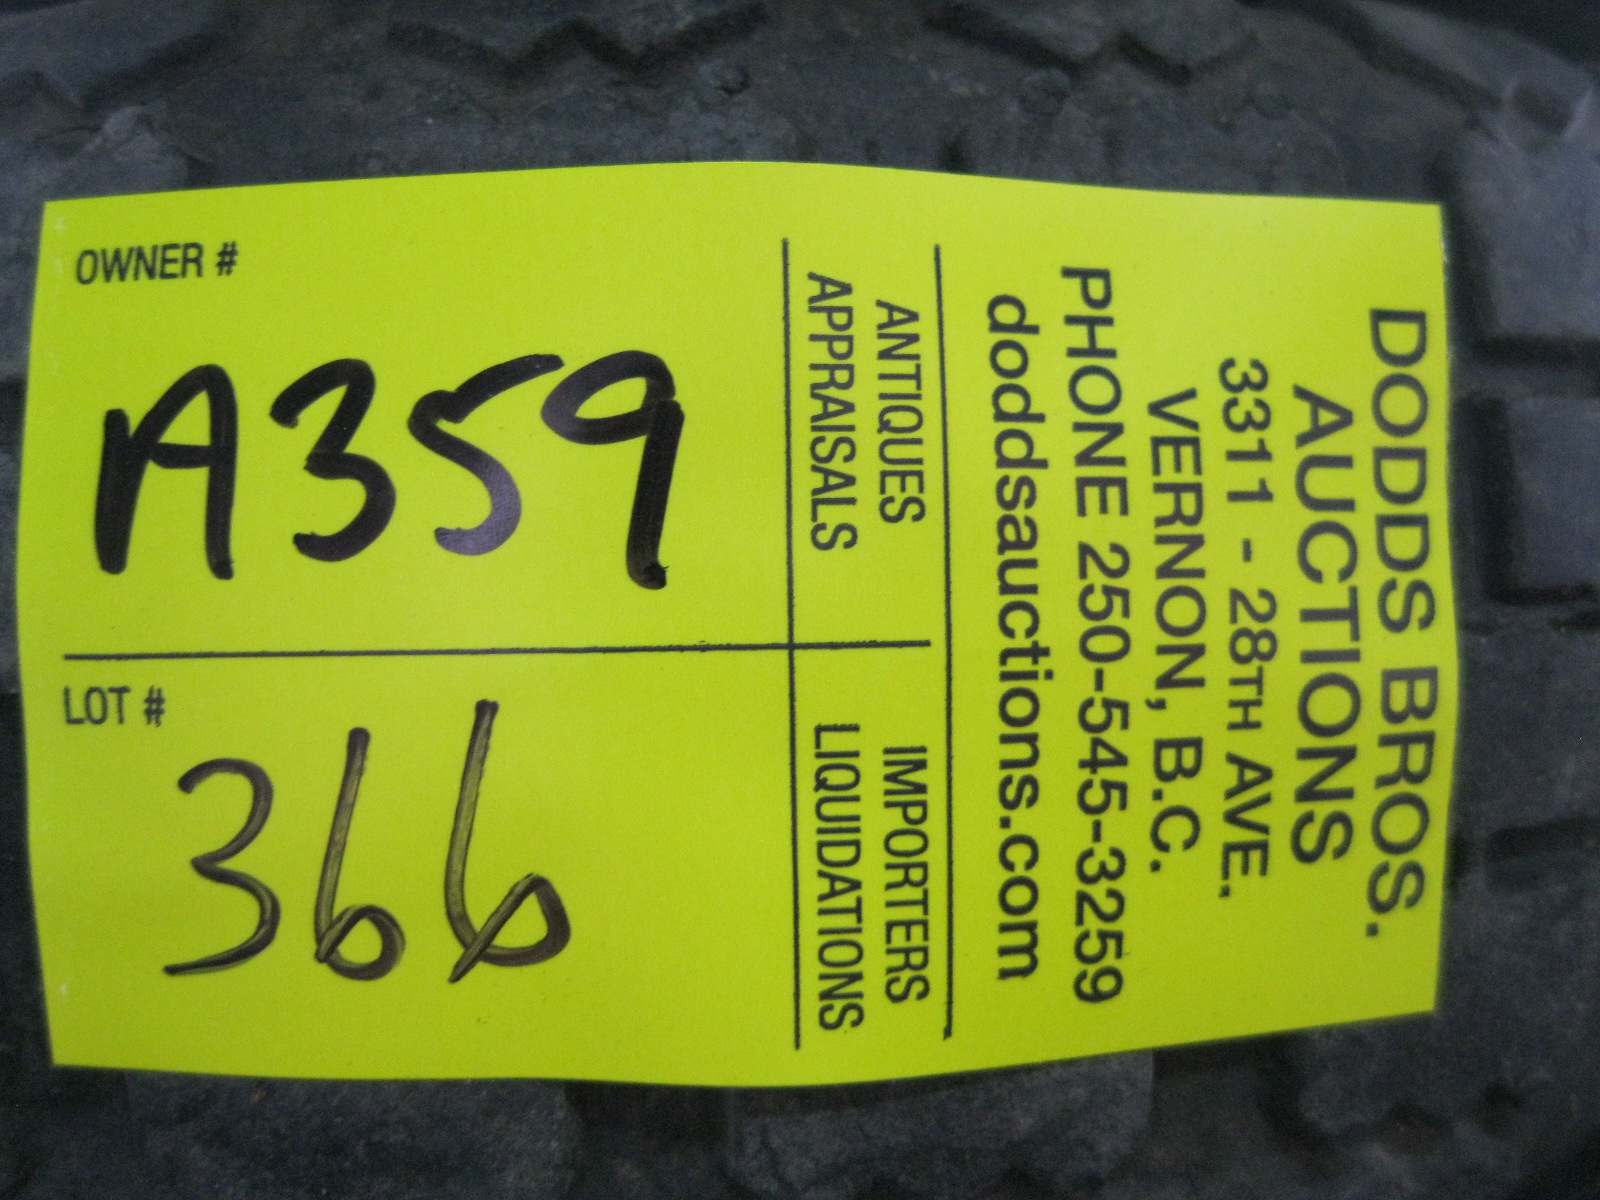 DODDS BROS.
AUCTIONS
3311 - 28TH AVE.
VERNON, B.C.
PHONE 250-545-3259
doddsauctions.com
ANTIQUES
APPRAISALS
IMPORTERS
LIQUIDATIONS
OWNER #
A359
LOT #
366